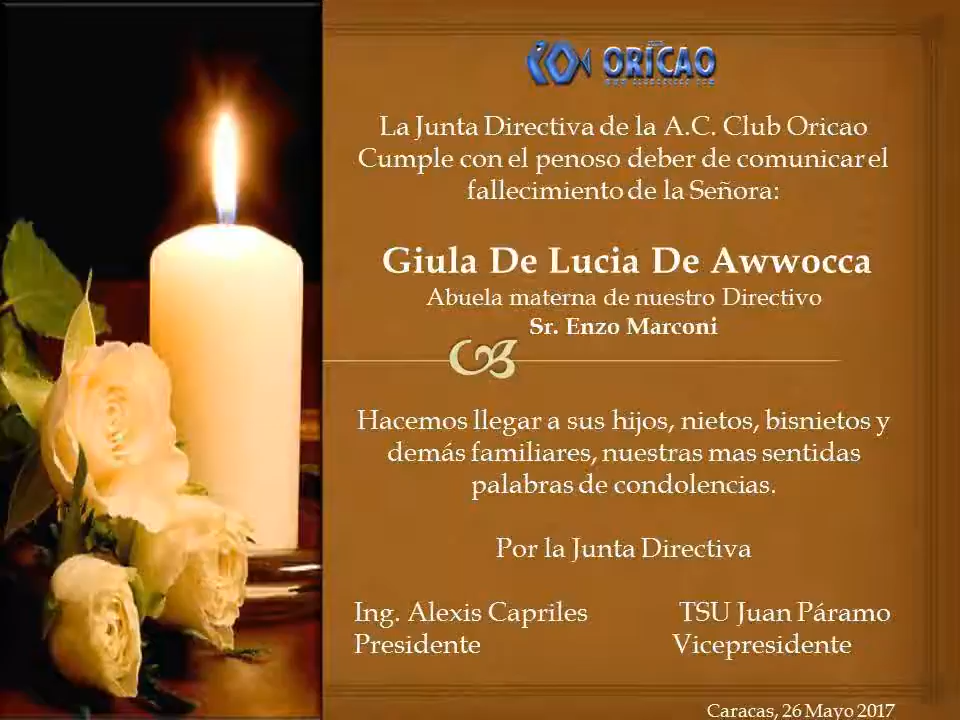 ORICAO
La Junta Directiva de la A.C. Club Oricao
Cumple con el penoso deber de comunicar el
fallecimiento de la Señora:
Giula De Lucia De Awwocca
Abuela materna de nuestro Directivo
Sr. Enzo Marconi
Hacemos llegar a sus hijos, nietos, bisnietos y
demás familiares, nuestras mas sentidas
palabras de condolencias.
Por la Junta Directiva
Ing. Alexis Capriles TSU Juan Páramo
Presidente Vicepresidente
Caracas, 26 Mayo 2017